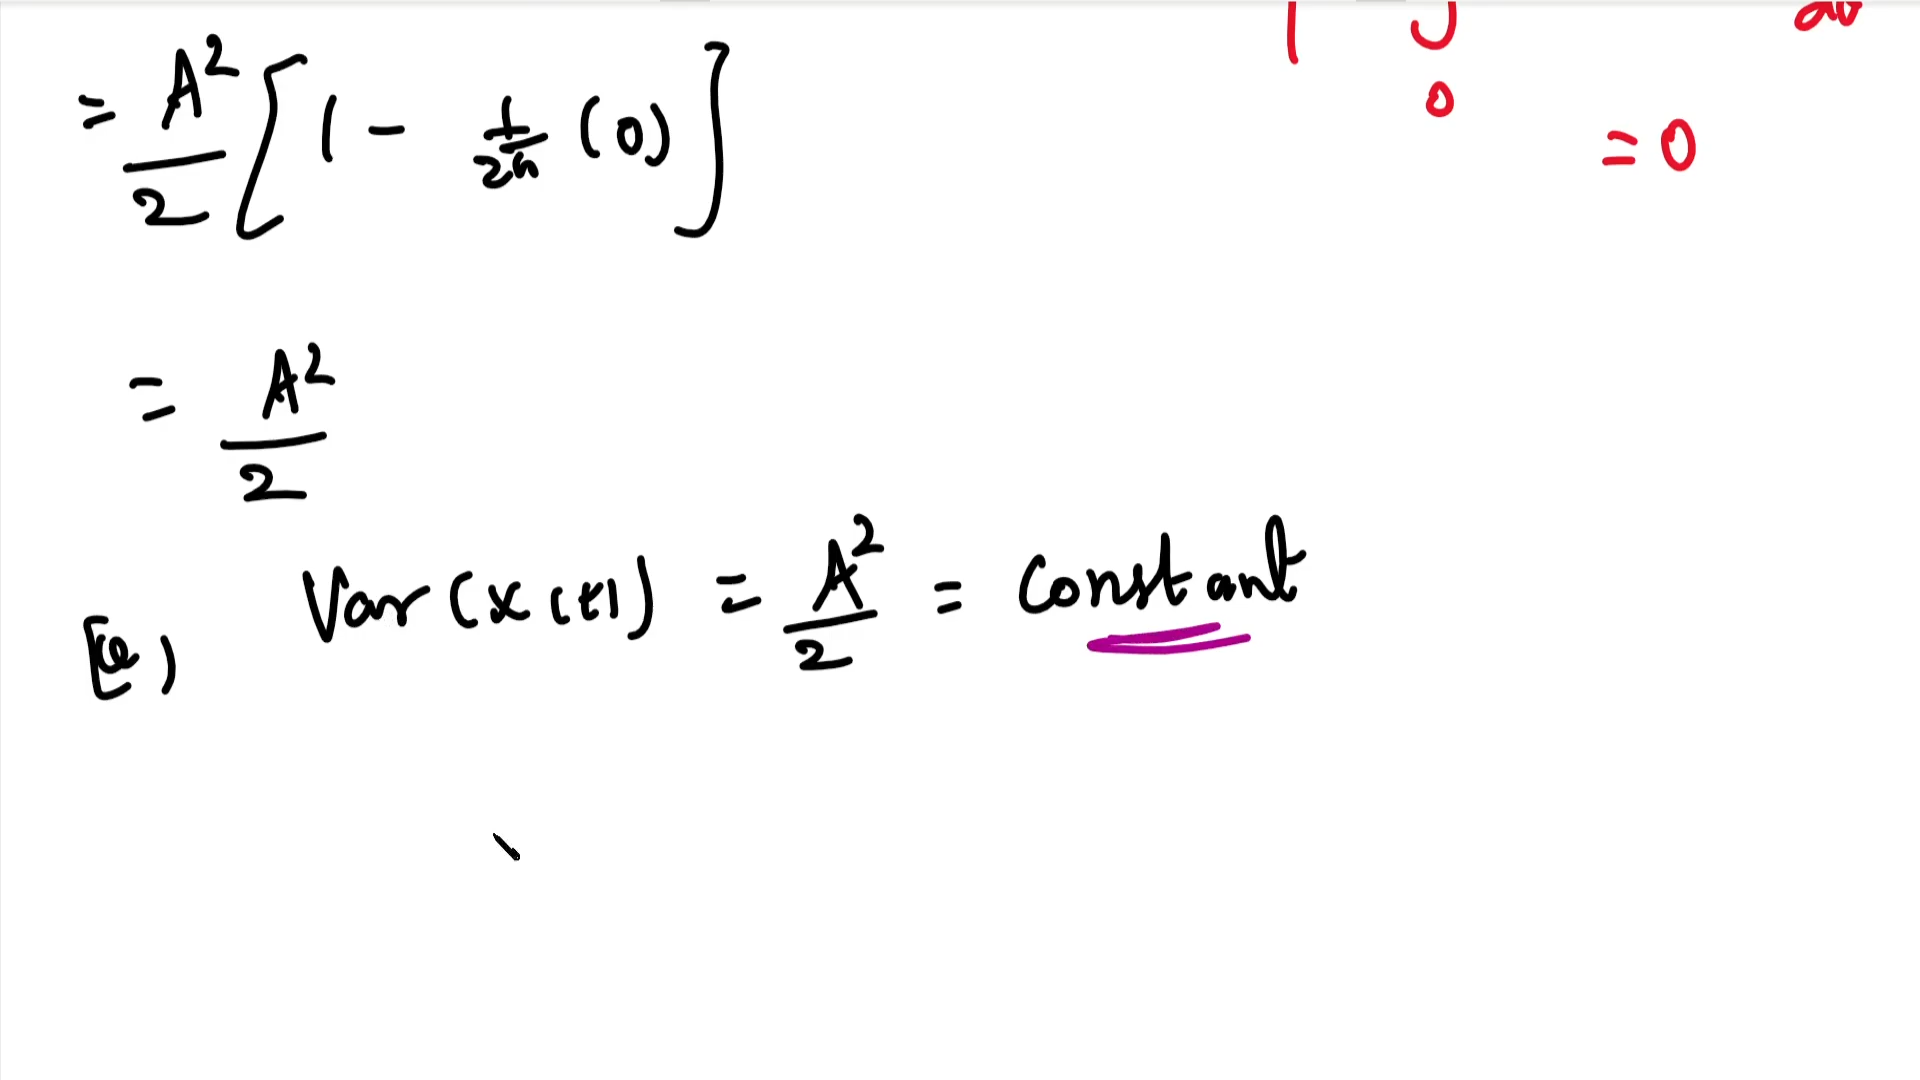 = A²/2 [1 - 1/2π (0)]
0
= 0
= A²/2
Var(x(t)) = A²/2 = Constant